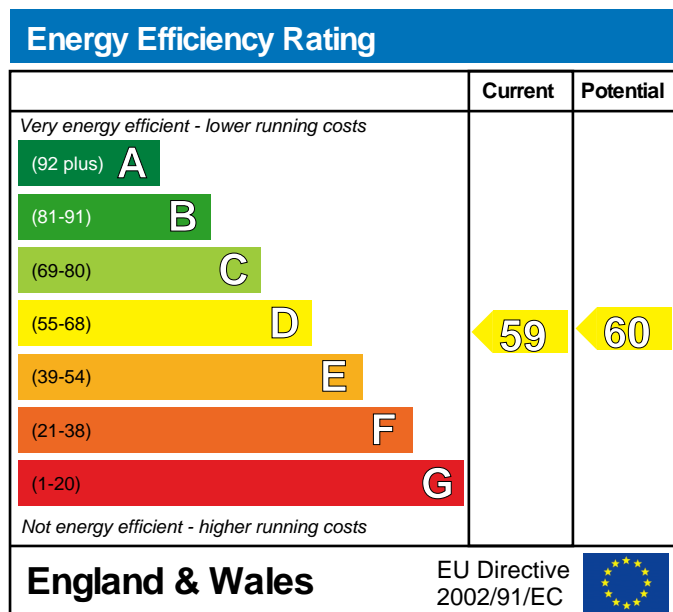 Energy Efficiency Rating
Current Potential
Very energy efficient - lower running costs
(92 plus) A
(81-91) B
(69-80) C
(55-68) D
59 60
(39-54) E
(21-38) F
(1-20) G
Not energy efficient - higher running costs
England & Wales
EU Directive
2002/91/EC